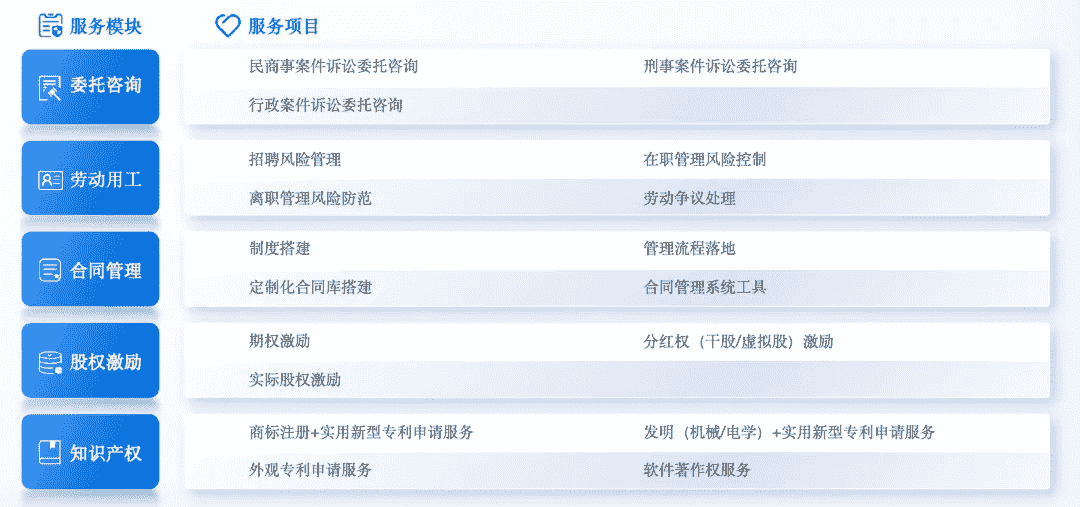 服务模块 服务项目
委托咨询
民商事案件诉讼委托咨询 刑事案件诉讼委托咨询
行政案件诉讼委托咨询
劳动用工
招聘风险管理 在职管理风险控制
离职管理风险防范 劳动争议处理
合同管理
制度搭建 管理流程落地
定制化合同库搭建 合同管理系统工具
股权激励
期权激励 分红权（干股/虚拟股）激励
实际股权激励
知识产权
商标注册+实用新型专利申请服务 发明（机械/电学）+实用新型专利申请服务
外观专利申请服务 软件著作权服务